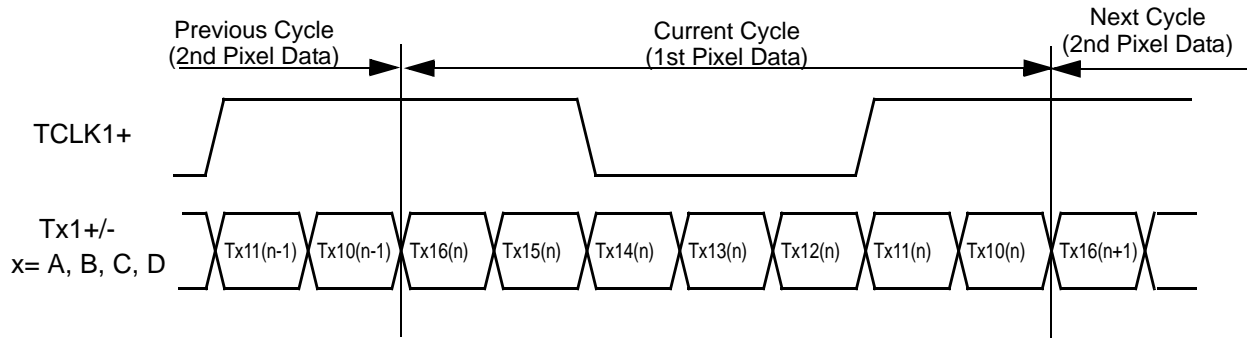 Previous Cycle
(2nd Pixel Data)
Current Cycle
(1st Pixel Data)
Next Cycle
(2nd Pixel Data)
TCLK1+
Tx1+/-
x= A, B, C, D
Tx11(n-1) Tx10(n-1) Tx16(n) Tx15(n) Tx14(n) Tx13(n) Tx12(n) Tx11(n) Tx10(n) Tx16(n+1)